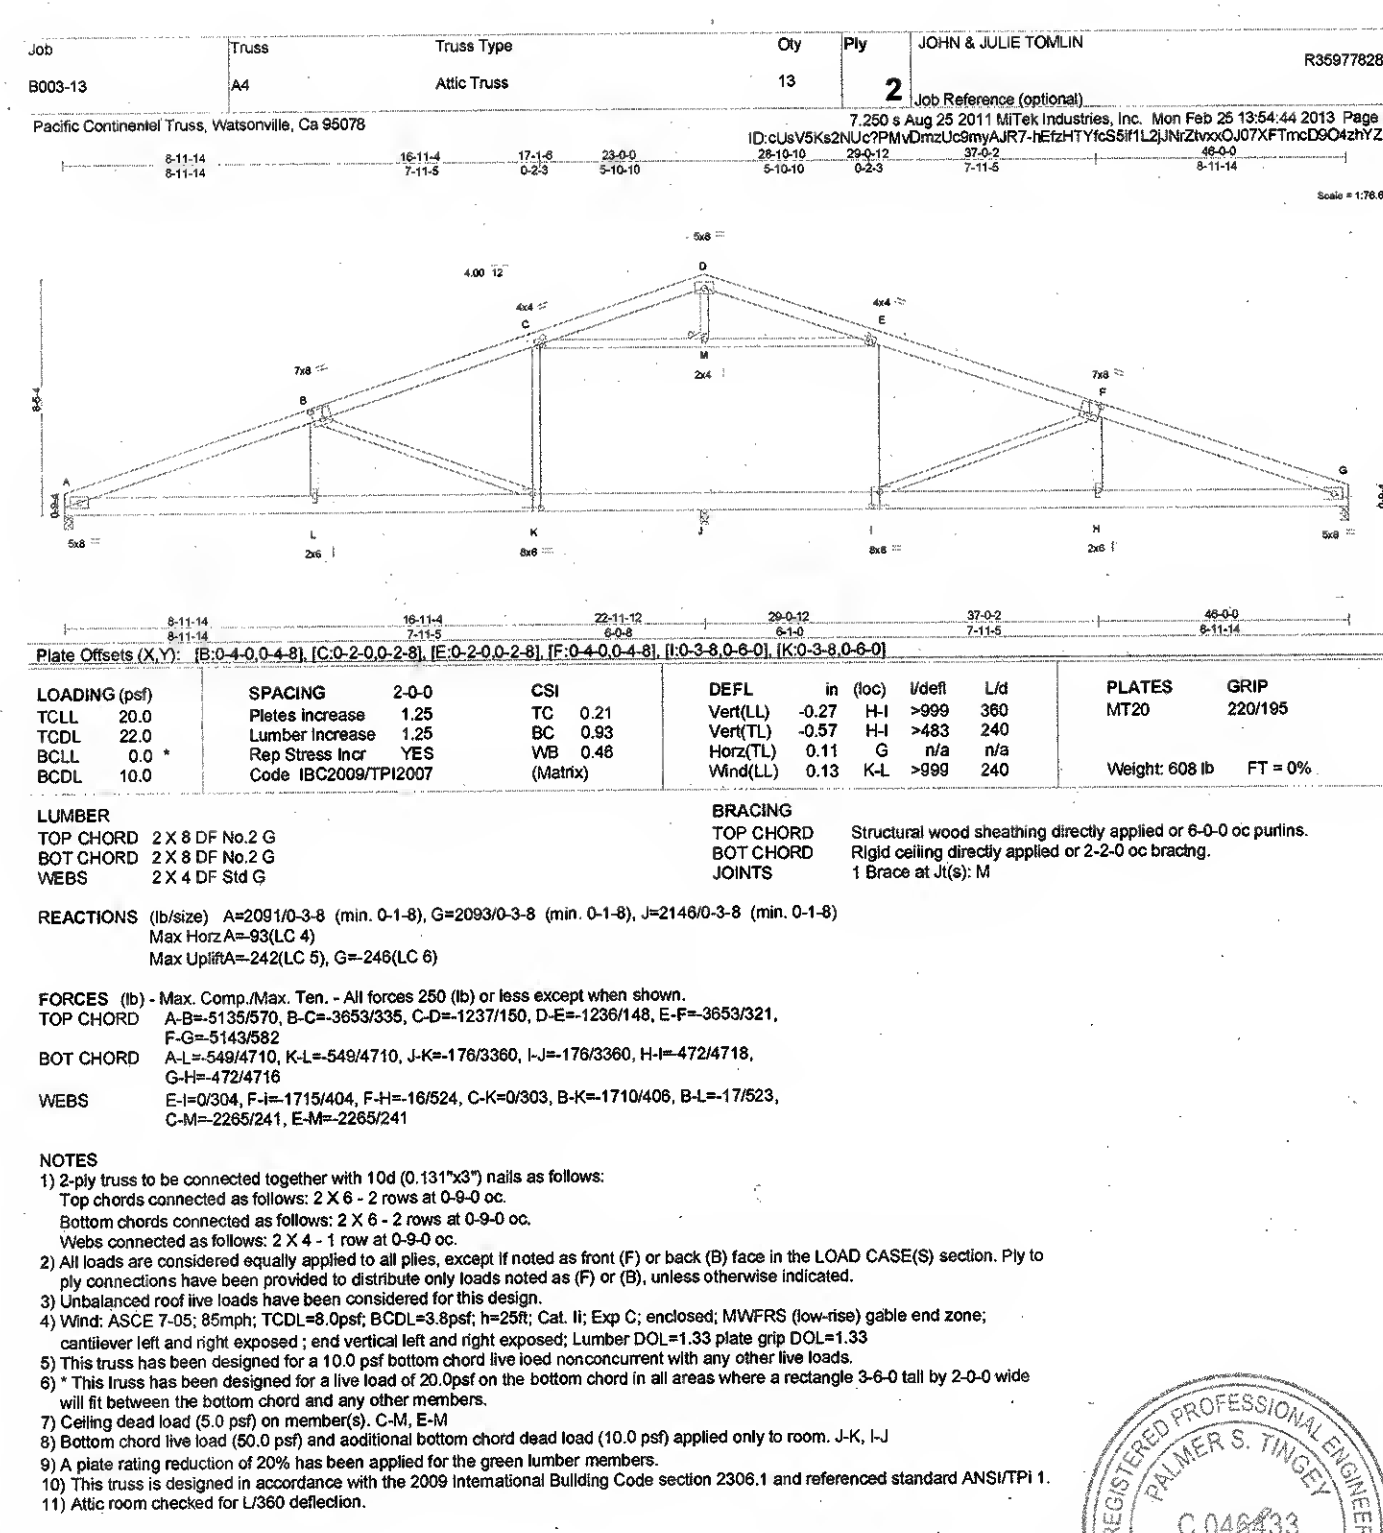 Job Truss Truss Type Qty Ply JOHN & JULIE TOMLIN
R35977828
B003-13 A4 Attic Truss 13 2
Job Reference (optional)
Pacific Continentel Truss, Watsonville, Ca 95078 7.250 s Aug 25 2011 MiTek Industries, Inc. Mon Feb 25 13:54:44 2013 Page
8-11-14 16-11-4 17-1-6 23-0-0 28-10-10 29-0-12 37-0-2 46-0-0
8-11-14 7-11-5 0-2-3 5-10-10 5-10-10 0-2-3 7-11-5 8-11-14
Scale = 1:76.6
5x8 =
D
4.00 12
4x4 = 4x4 =
C E
M
2x4
7x8 = 7x8 =
B F
8-5-4
A G
0-9-4 0-9-4
L K J I H
5x8 = 2x6 8x6 = 8x8 = 2x6 5x8 =
8-11-14 16-11-4 22-11-12 29-0-12 37-0-2 46-0-0
8-11-14 7-11-5 6-0-8 6-1-0 7-11-5 8-11-14
Plate Offsets (X,Y): [B:0-4-0,0-4-8], [C:0-2-0,0-2-8], [E:0-2-0,0-2-8], [F:0-4-0,0-4-8], [I:0-3-8,0-6-0], [K:0-3-8,0-6-0]
LOADING (psf) SPACING 2-0-0 CSI DEFL in (loc) l/defl L/d PLATES GRIP
TCLL 20.0 Pletes increase 1.25 TC 0.21 Vert(LL) -0.27 H-I >999 360 MT20 220/195
TCDL 22.0 Lumber Increase 1.25 BC 0.93 Vert(TL) -0.57 H-I >483 240
BCLL 0.0 * Rep Stress Incr YES WB 0.46 Horz(TL) 0.11 G n/a n/a
BCDL 10.0 Code IBC2009/TPI2007 (Matrix) Wind(LL) 0.13 K-L >999 240 Weight: 608 lb FT = 0%
LUMBER
TOP CHORD 2 X 8 DF No.2 G
BOT CHORD 2 X 8 DF No.2 G
WEBS 2 X 4 DF Std G
BRACING
TOP CHORD Structural wood sheathing directly applied or 6-0-0 oc purlins.
BOT CHORD Rigid ceiling directly applied or 2-2-0 oc bracing.
JOINTS 1 Brace at Jt(s): M
REACTIONS (lb/size) A=2091/0-3-8 (min. 0-1-8), G=2093/0-3-8 (min. 0-1-8), J=2146/0-3-8 (min. 0-1-8)
Max Horz A=-93(LC 4)
Max UpliftA=-242(LC 5), G=-246(LC 6)
FORCES (lb) - Max. Comp./Max. Ten. - All forces 250 (lb) or less except when shown.
TOP CHORD A-B=-5135/570, B-C=-3653/335, C-D=-1237/150, D-E=-1236/148, E-F=-3653/321,
F-G=-5143/582
BOT CHORD A-L=-549/4710, K-L=-549/4710, J-K=-176/3360, I-J=-176/3360, H-I=-472/4718,
G-H=-472/4716
WEBS E-I=0/304, F-I=-1715/404, F-H=-16/524, C-K=0/303, B-K=-1710/406, B-L=-17/523,
C-M=-2265/241, E-M=-2265/241
NOTES
1) 2-ply truss to be connected together with 10d (0.131"x3") nails as follows:
Top chords connected as follows: 2 X 6 - 2 rows at 0-9-0 oc.
Bottom chords connected as follows: 2 X 6 - 2 rows at 0-9-0 oc.
Webs connected as follows: 2 X 4 - 1 row at 0-9-0 oc.
2) All loads are considered equally applied to all plies, except if noted as front (F) or back (B) face in the LOAD CASE(S) section. Ply to
ply connections have been provided to distribute only loads noted as (F) or (B), unless otherwise indicated.
3) Unbalanced roof live loads have been considered for this design.
4) Wind: ASCE 7-05; 85mph; TCDL=8.0psf; BCDL=3.8psf; h=25ft; Cat. II; Exp C; enclosed; MWFRS (low-rise) gable end zone;
cantilever left and right exposed ; end vertical left and right exposed; Lumber DOL=1.33 plate grip DOL=1.33
5) This truss has been designed for a 10.0 psf bottom chord live loed nonconcurrent with any other live loads.
6) * This Iruss has been designed for a live load of 20.0psf on the bottom chord in all areas where a rectangle 3-6-0 tall by 2-0-0 wide
will fit between the bottom chord and any other members.
7) Ceiling dead load (5.0 psf) on member(s). C-M, E-M
8) Bottom chord live load (50.0 psf) and aoditional bottom chord dead load (10.0 psf) applied only to room. J-K, I-J
9) A plate rating reduction of 20% has been applied for the green lumber members.
10) This truss is designed in accordance with the 2009 International Building Code section 2306.1 and referenced standard ANSI/TPI 1.
11) Attic room checked for L/360 deflection.
REGISTERED PROFESSIONAL ENGINEER
PALMER S. TINGEY
C 046433